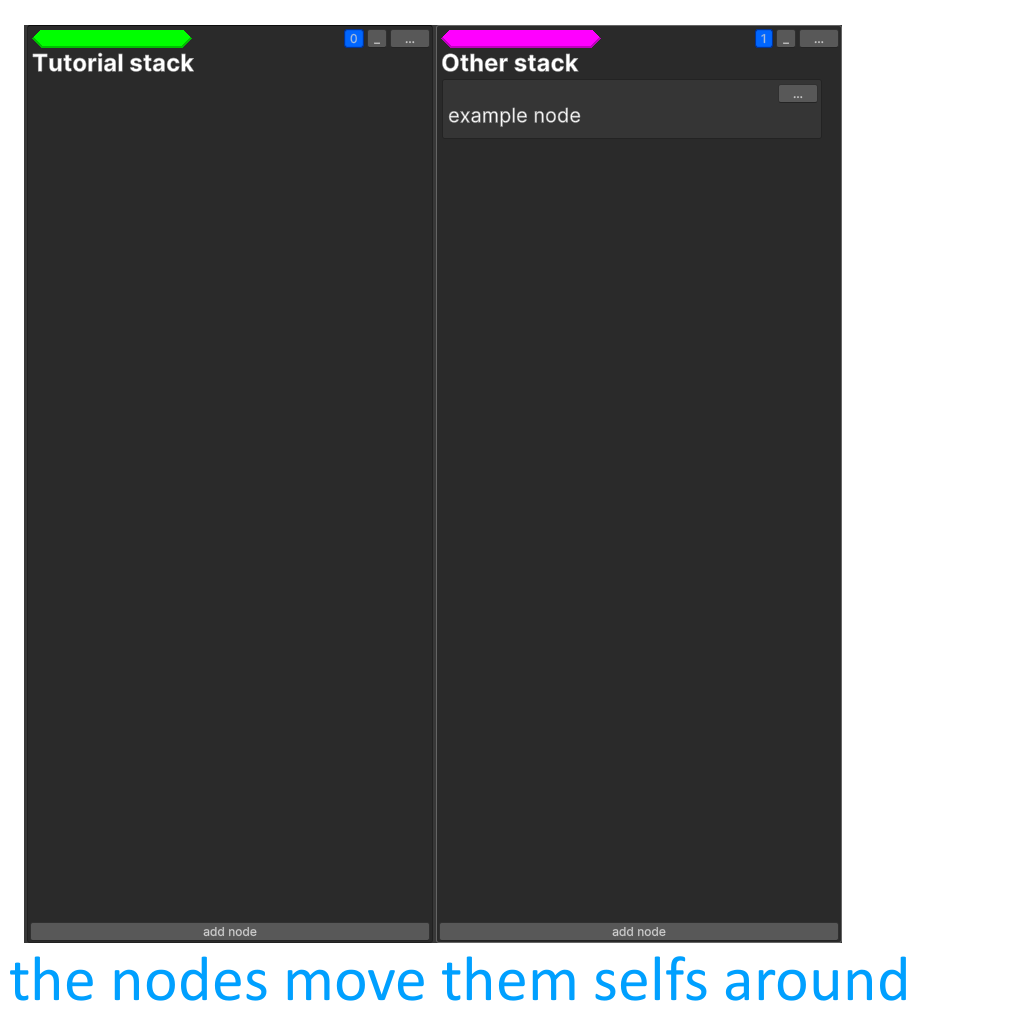 0 _ ... 1 _ ...
Tutorial stack Other stack
...
example node
add node add node
the nodes move them selfs around